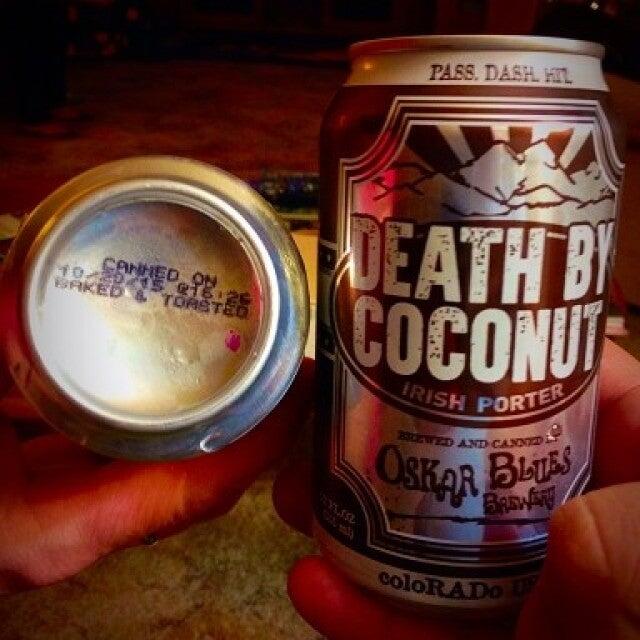 CANNED ON
BAKED & TOASTED
PASS. DASH. HIT.
DEATH BY
COCONUT
IRISH PORTER
BREWED AND CANNED
OSKAR BLUES
BREWERY
coloRADo